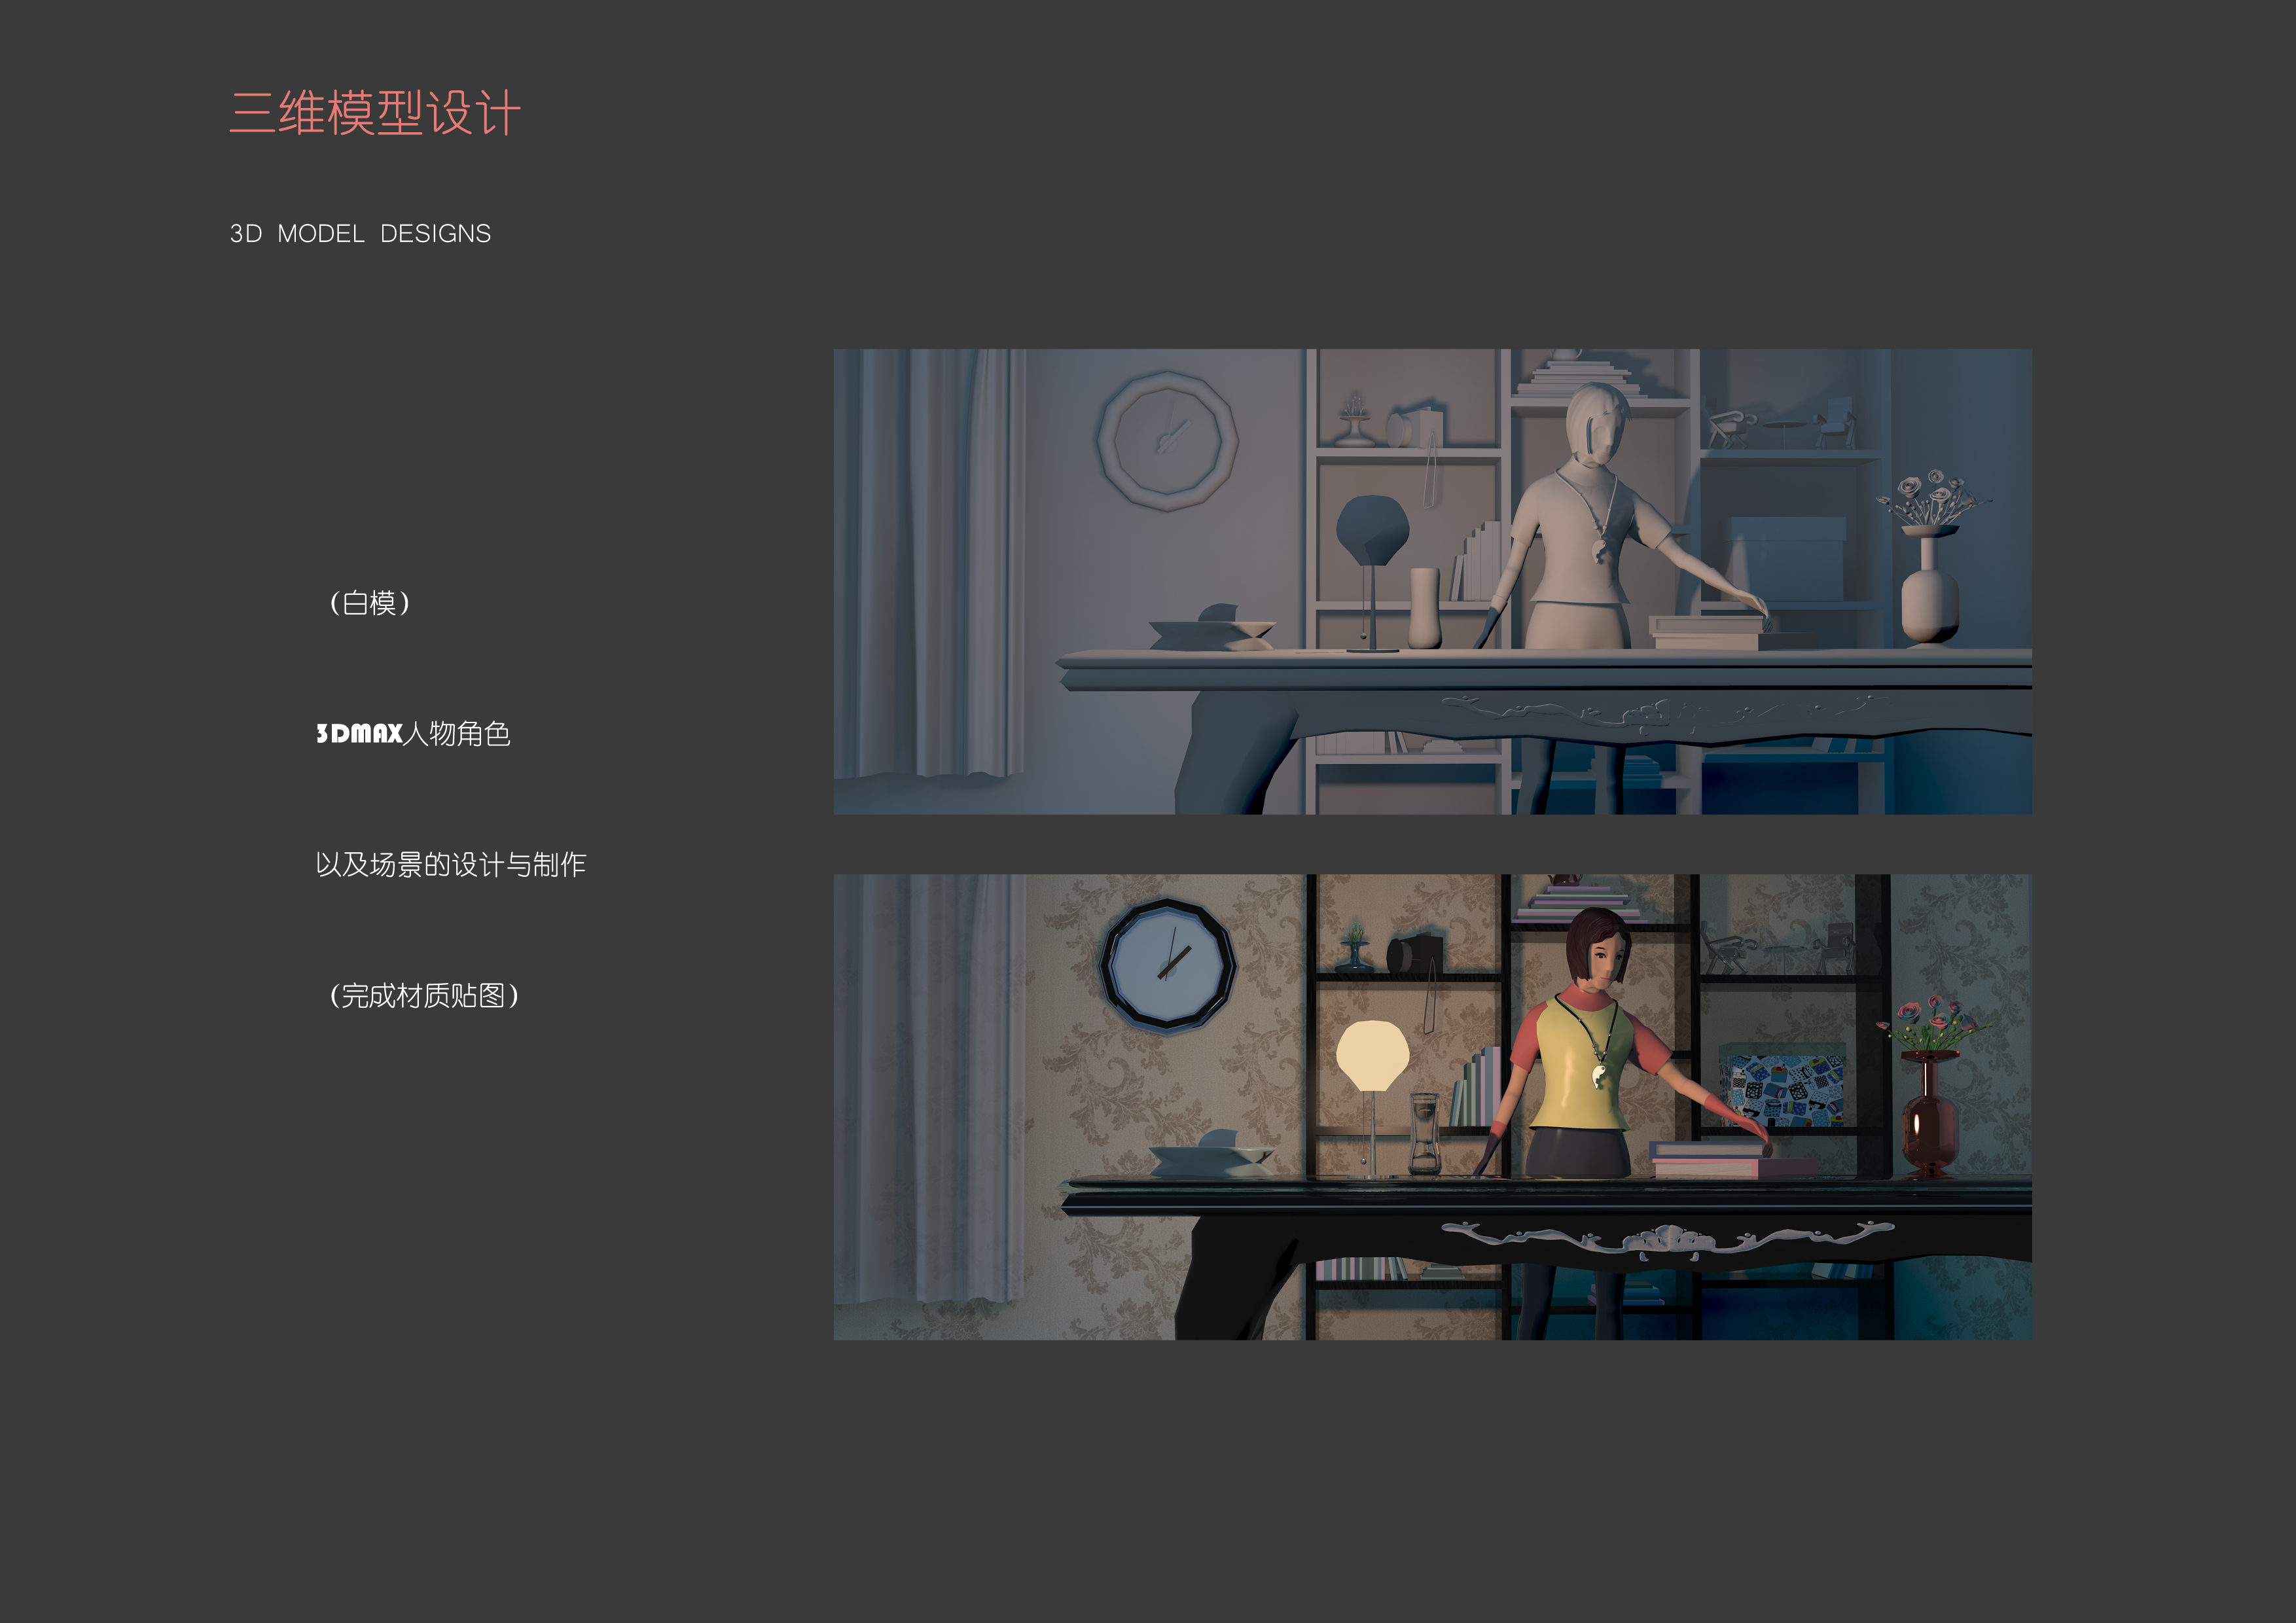 三维模型设计
3D MODEL DESIGNS
(白模)
3DMAX人物角色
以及场景的设计与制作
(完成材质贴图)